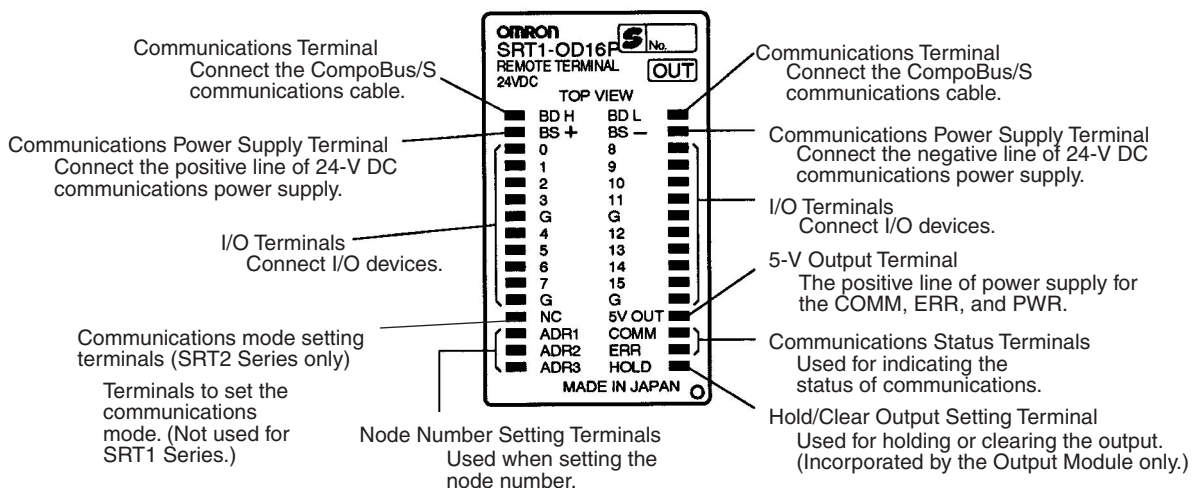 OMRON
SRT1-OD16P
S No.
REMOTE TERMINAL
24VDC
OUT
TOP VIEW
BD H BD L
BS + BS −
0 8
1 9
2 10
3 11
G G
4 12
5 13
6 14
7 15
G G
NC 5V OUT
ADR1 COMM
ADR2 ERR
ADR3 HOLD
MADE IN JAPAN
Communications Terminal
Connect the CompoBus/S
communications cable.
Communications Power Supply Terminal
Connect the positive line of 24-V DC
communications power supply.
I/O Terminals
Connect I/O devices.
Communications mode setting
terminals (SRT2 Series only)
Terminals to set the
communications
mode. (Not used for
SRT1 Series.)
Node Number Setting Terminals
Used when setting the
node number.
Communications Terminal
Connect the CompoBus/S
communications cable.
Communications Power Supply Terminal
Connect the negative line of 24-V DC
communications power supply.
I/O Terminals
Connect I/O devices.
5-V Output Terminal
The positive line of power supply for
the COMM, ERR, and PWR.
Communications Status Terminals
Used for indicating the
status of communications.
Hold/Clear Output Setting Terminal
Used for holding or clearing the output.
(Incorporated by the Output Module only.)